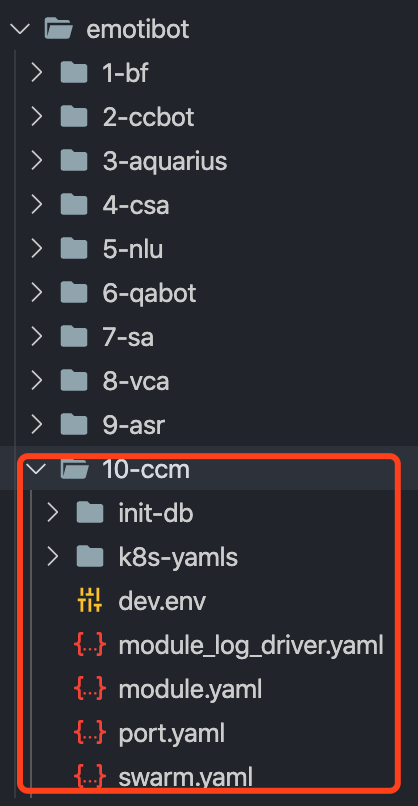 emotibot
1-bf
2-ccbot
3-aquarius
4-csa
5-nlu
6-qabot
7-sa
8-vca
9-asr
10-ccm
init-db
k8s-yamls
dev.env
{...} module_log_driver.yaml
{...} module.yaml
{...} port.yaml
{...} swarm.yaml